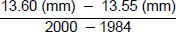 13.60 (mm) – 13.55 (mm)
2000 – 1984